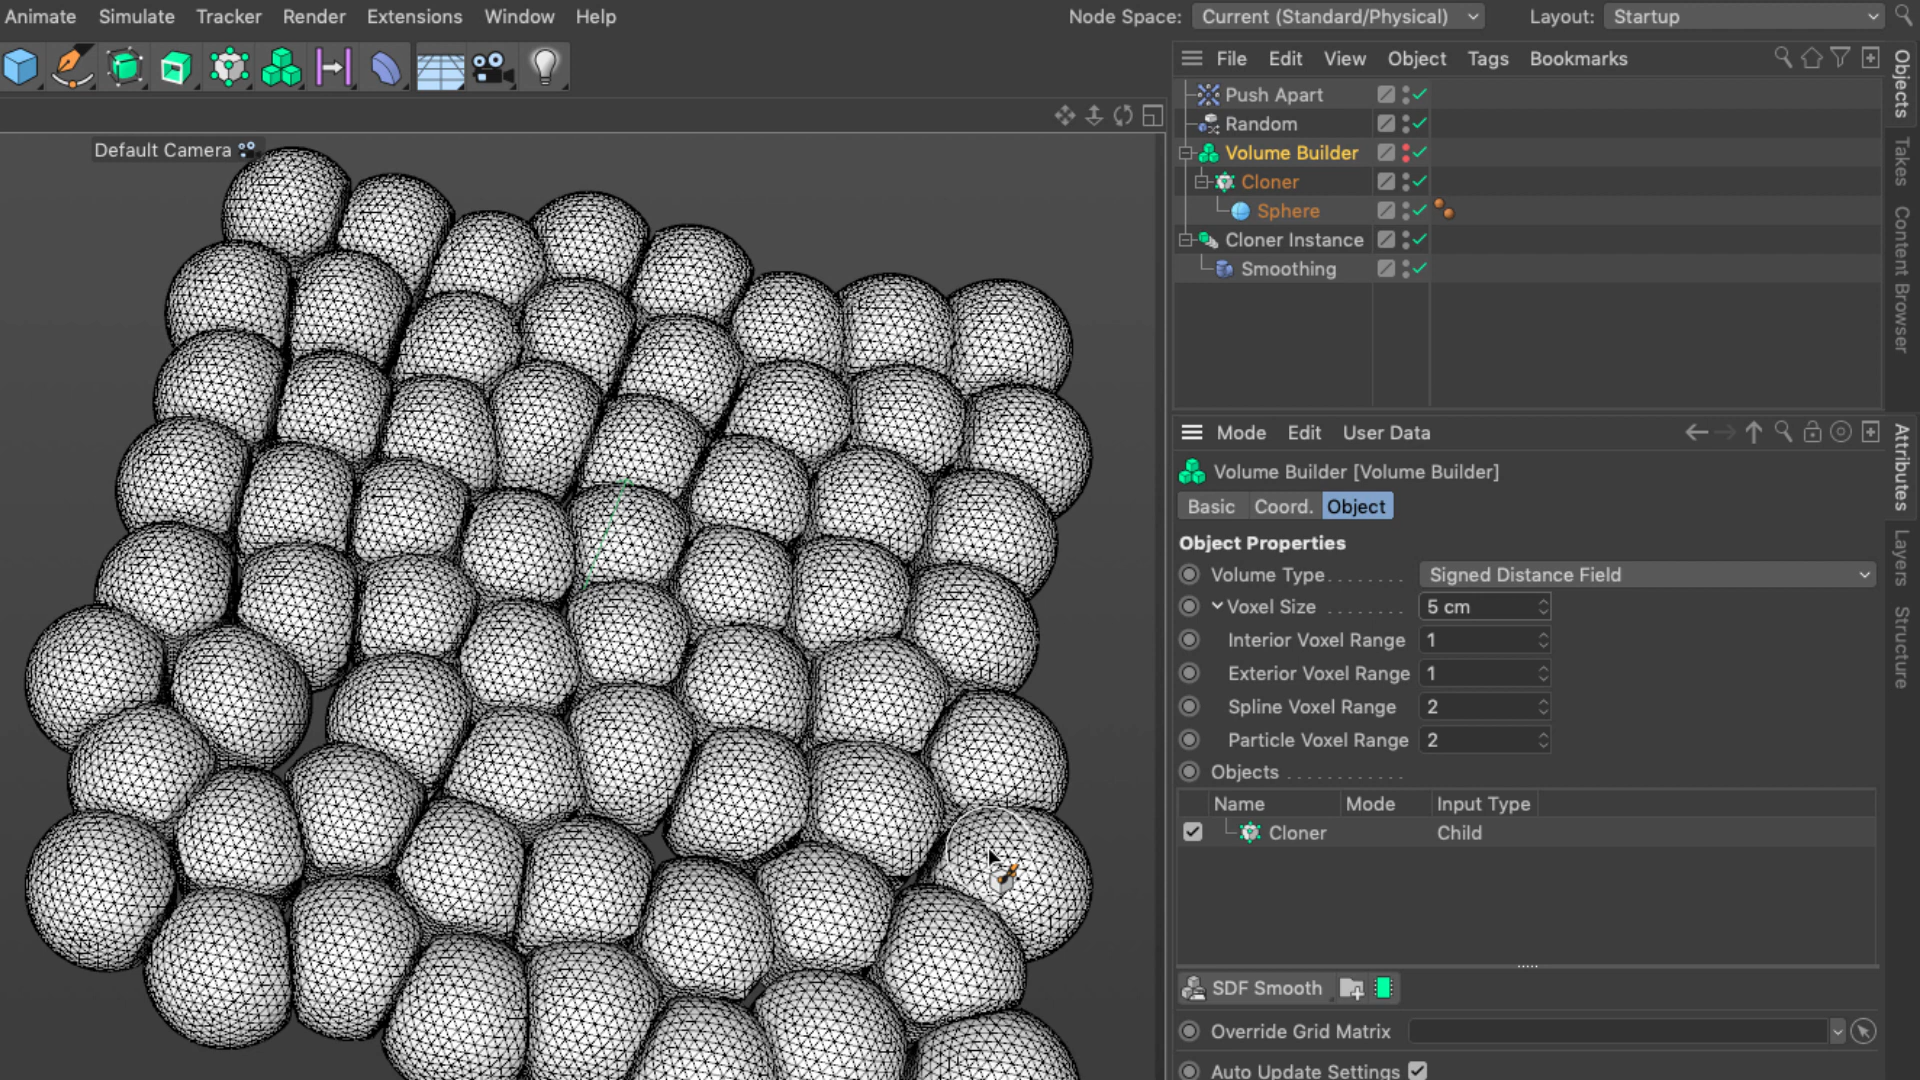 Animate Simulate Tracker Render Extensions Window Help
Node Space: Current (Standard/Physical) Layout: Startup
File Edit View Object Tags Bookmarks
Push Apart
Random
Volume Builder
Cloner
Sphere
Cloner Instance
Smoothing
Default Camera
Objects
Takes
Content Browser
Mode Edit User Data
Volume Builder [Volume Builder]
Basic Coord. Object
Object Properties
Volume Type........ Signed Distance Field
Voxel Size ........ 5 cm
Interior Voxel Range 1
Exterior Voxel Range 1
Spline Voxel Range 2
Particle Voxel Range 2
Objects ............
Name Mode Input Type
Cloner Child
SDF Smooth
Override Grid Matrix
Auto Update Settings
Attributes
Layers
Structure